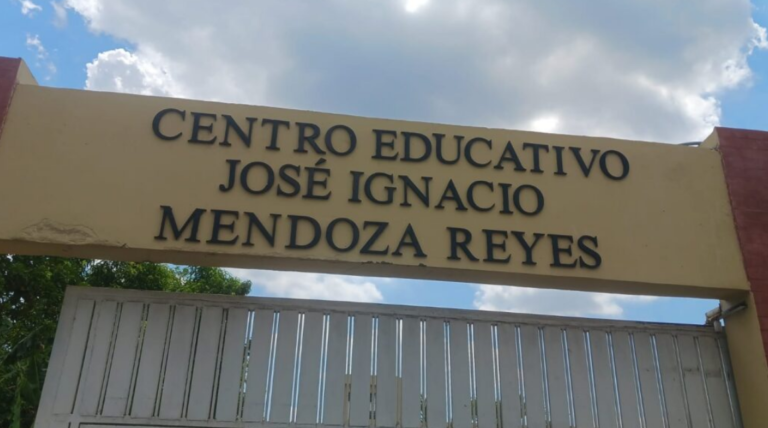 CENTRO EDUCATIVO
JOSÉ IGNACIO
MENDOZA REYES